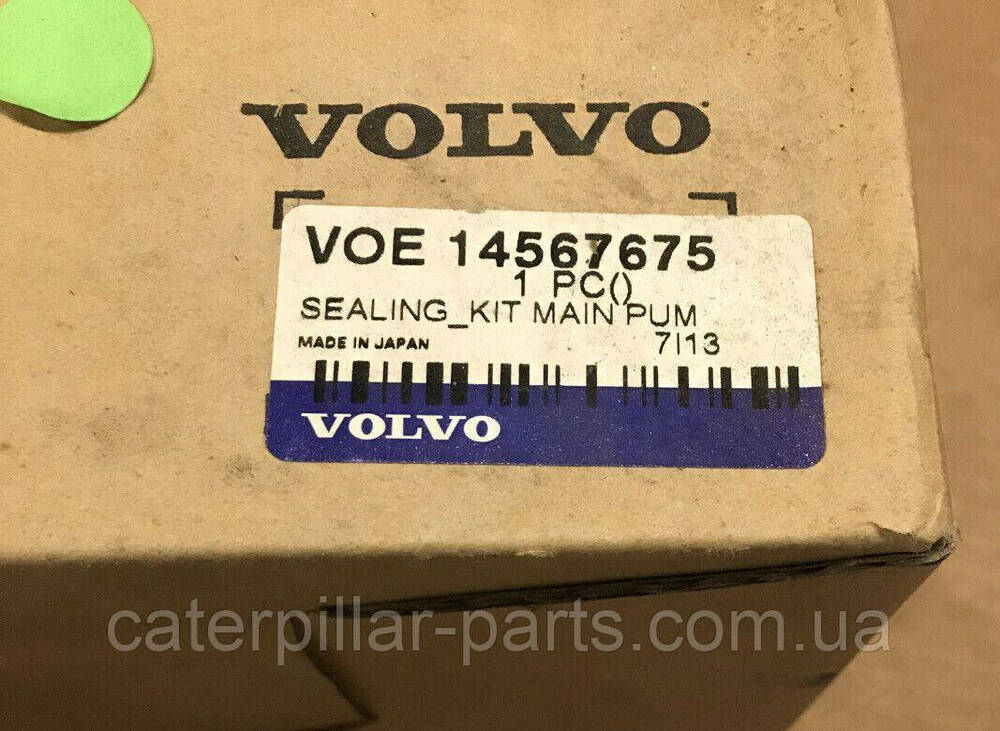 VOLVO
VOE 14567675
1 PC()
SEALING_KIT MAIN PUM
MADE IN JAPAN 7|13
VOLVO
caterpillar-parts.com.ua